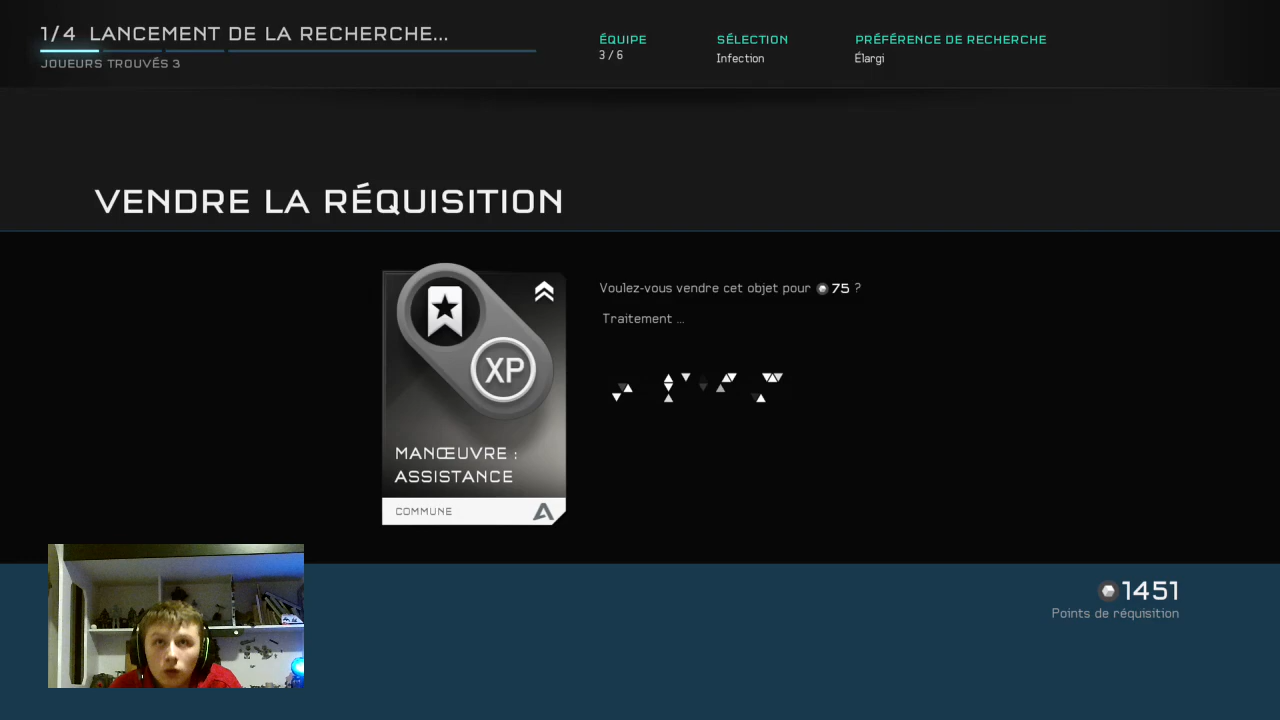 1/4 LANCEMENT DE LA RECHERCHE...
JOUEURS TROUVÉS 3
ÉQUIPE
3 / 6
SÉLECTION
Infection
PRÉFÉRENCE DE RECHERCHE
Élargi
VENDRE LA RÉQUISITION
XP
MANŒUVRE :
ASSISTANCE
COMMUNE
Voulez-vous vendre cet objet pour 75 ?
Traitement ...
1451
Points de réquisition